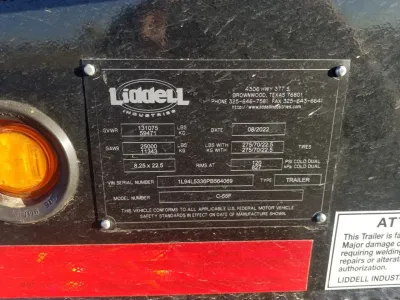 LiddelL
INDUSTRIES
4306 HWY 377 S.
BROWNWOOD, TEXAS 76801
PHONE 325-646-7581 FAX 325-643-6641
GVWR 131075 LBS
59471 KG
DATE 08/2022
GAWR 25000 LBS WITH 275/70/22.5 TIRES
11343 KG WITH 275/70/22.5
8.25 x 22.5 RIMS AT 120 PSI COLD DUAL
827 kPa COLD DUAL
VIN SERIAL NUMBER TYPE TRAILER
MODEL NUMBER
THIS VEHICLE CONFORMS TO ALL APPLICABLE U.S. FEDERAL MOTOR VEHICLE
SAFETY STANDARDS IN EFFECT ON DATE OF MANUFACTURE SHOWN ABOVE.
ATT
This Trailer is fa
Major damage o
requiring weldin
repairs or alterat
authorization.
LIDDELL INDUST